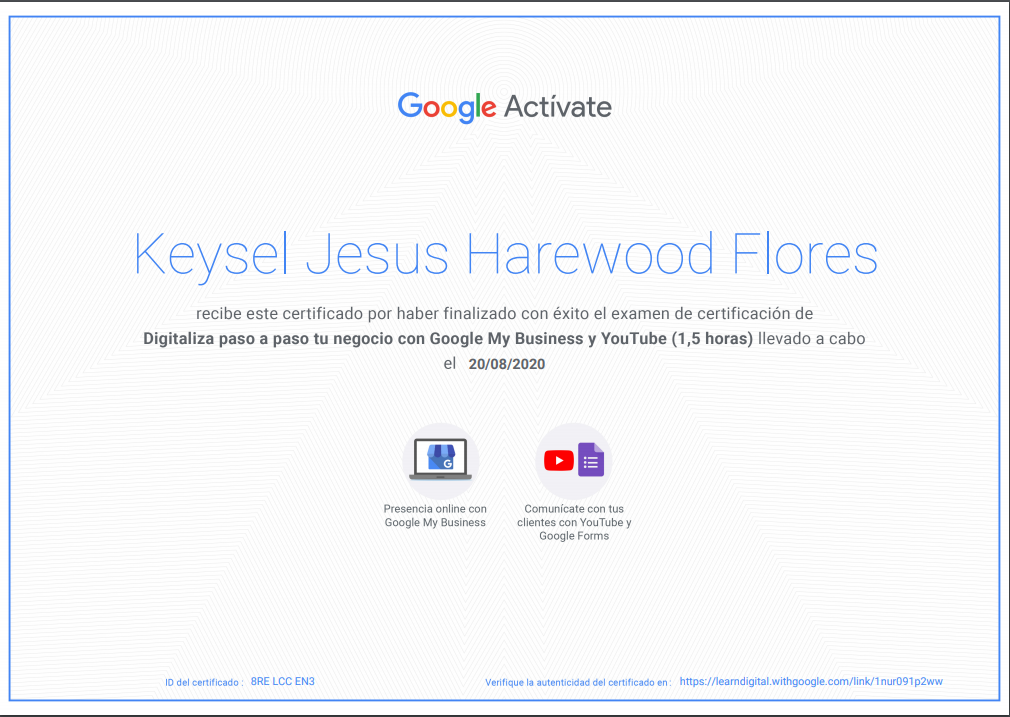 Google Actívate
Keysel Jesus Harewood Flores
recibe este certificado por haber finalizado con éxito el examen de certificación de
Digitaliza paso a paso tu negocio con Google My Business y YouTube (1,5 horas) llevado a cabo
el 20/08/2020
G
Presencia online con
Google My Business
Comunícate con tus
clientes con YouTube y
Google Forms
ID del certificado : 8RE LCC EN3
Verifique la autenticidad del certificado en : https://learndigital.withgoogle.com/link/1nur091p2ww